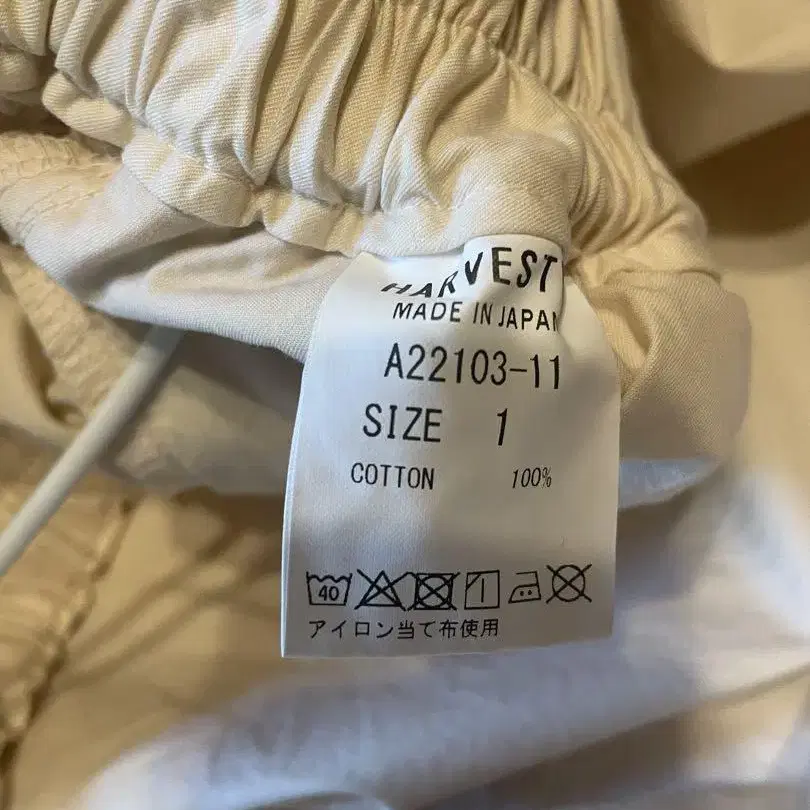 HARVEST
MADE IN JAPAN
A22103-11
SIZE 1
COTTON 100%
40
アイロン当て布使用